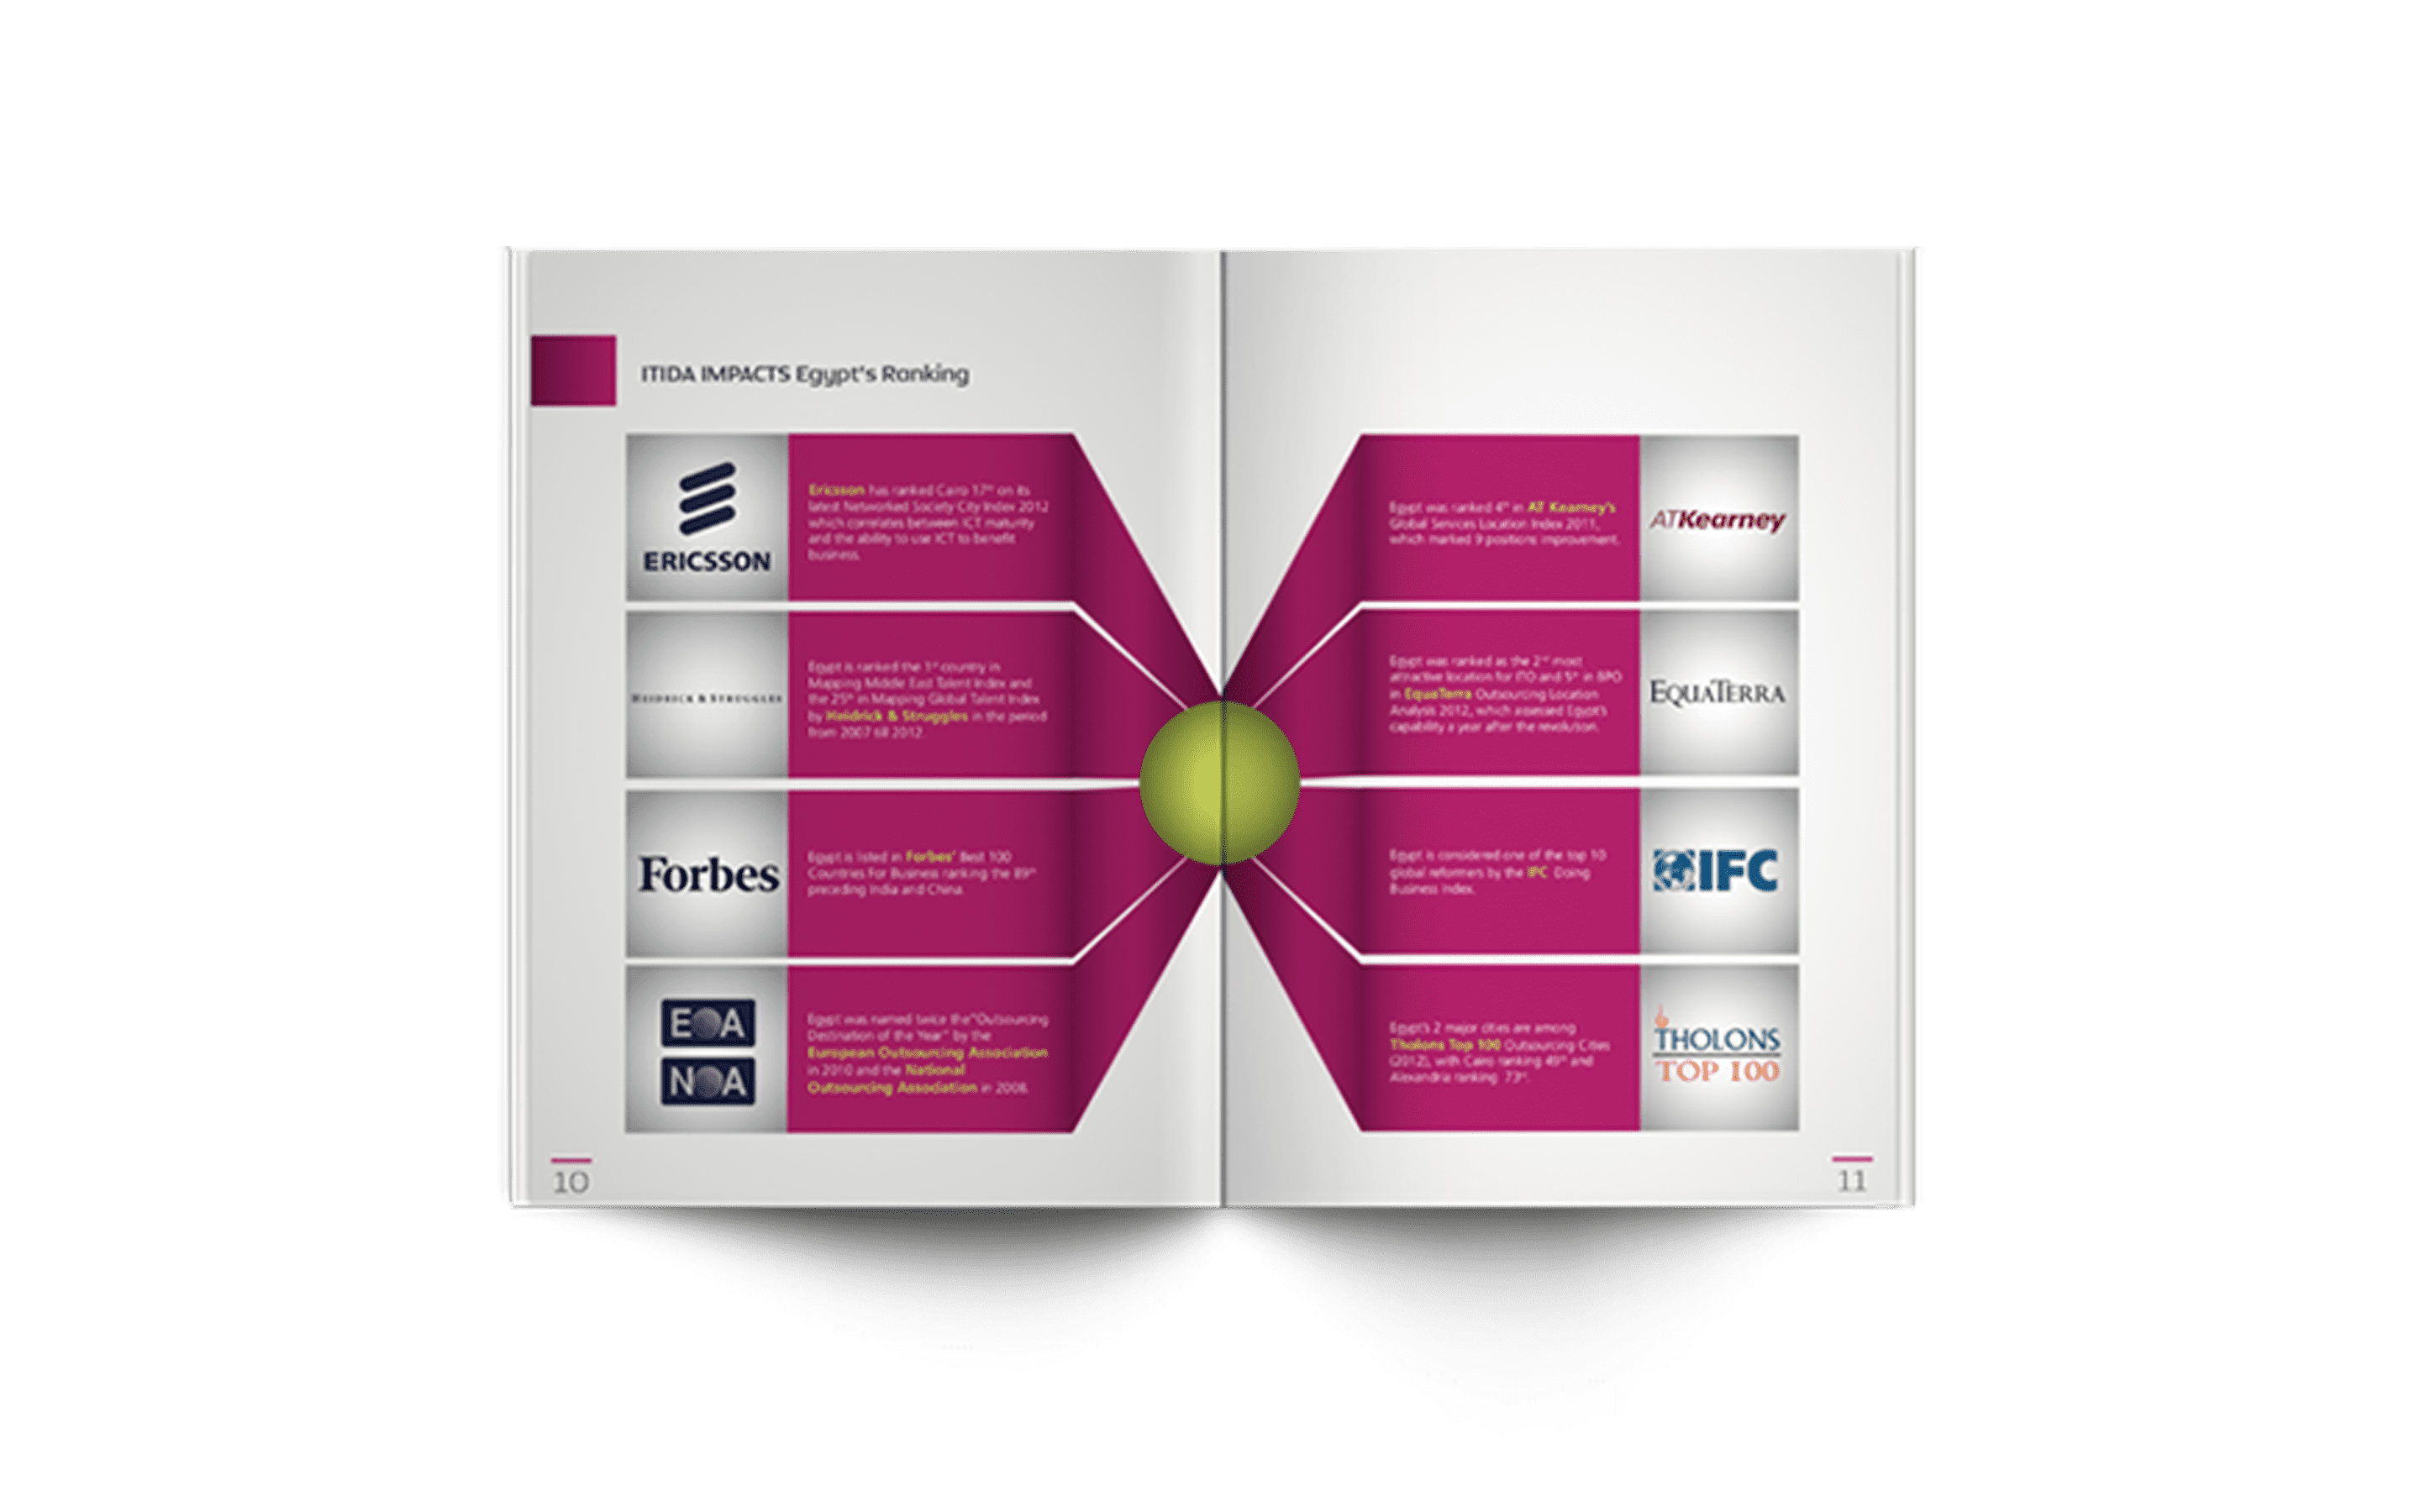 ITIDA IMPACTS Egypt's Ranking
ERICSSON
Ericsson has ranked Cairo 17th on its
latest Networked Society City Index 2012
which correlates between ICT maturity
and the ability to use ICT to benefit
business.
HEIDRICK & STRUGGLES
Egypt is ranked the 1st country in
Mapping Middle East Talent Index and
the 25th in Mapping Global Talent Index
by Heidrick & Struggles in the period
from 2007 till 2012.
Forbes
Egypt is listed in Forbes' Best 100
Countries For Business ranking the 89th
preceding India and China.
EOA
NOA
Egypt was named twice the "Outsourcing
Destination of the Year" by the
European Outsourcing Association
in 2010 and the National
Outsourcing Association in 2008.
10
Egypt was ranked 4th in AT Kearney's
Global Services Location Index 2011,
which marked 9 positions improvement.
ATKearney
Egypt was ranked as the 2nd most
attractive location for ITO and 5th in BPO
in EquaTerra Outsourcing Location
Analysis 2012, which assessed Egypt's
capability a year after the revolution.
EQUATERRA
Egypt is considered one of the top 10
global reformers by the IFC Doing
Business Index.
IFC
Egypt's 2 major cities are among
Tholons Top 100 Outsourcing Cities
(2012), with Cairo ranking 49th and
Alexandria ranking 73rd.
THOLONS
TOP 100
11